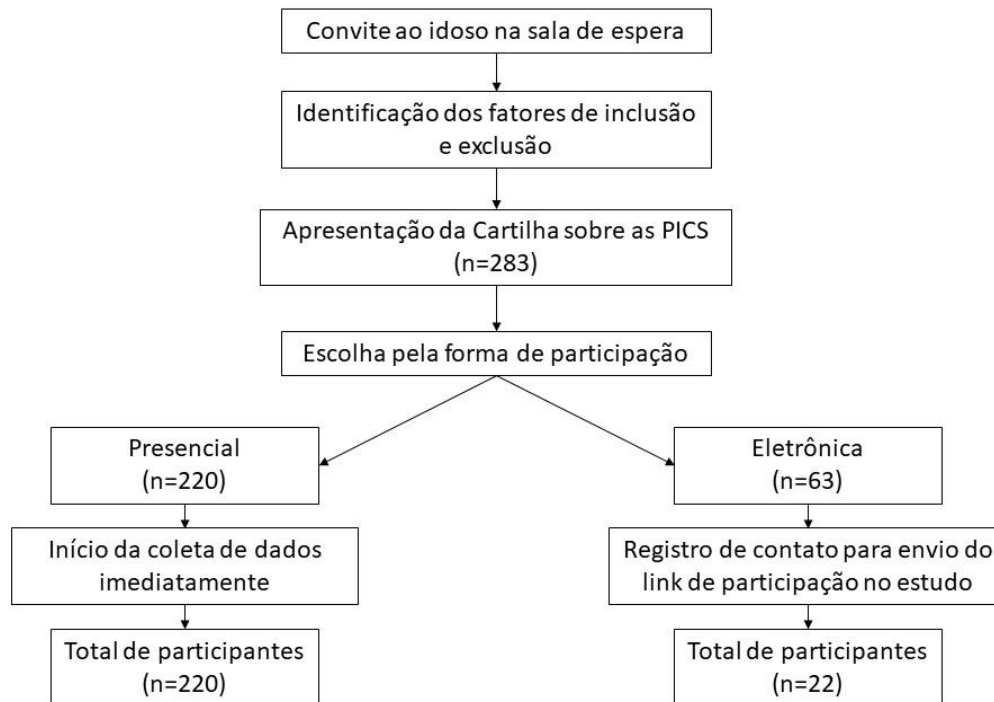 Convite ao idoso na sala de espera
Identificação dos fatores de inclusão
e exclusão
Apresentação da Cartilha sobre as PICS
(n=283)
Escolha pela forma de participação
Presencial
(n=220)
Eletrônica
(n=63)
Início da coleta de dados
imediatamente
Registro de contato para envio do
link de participação no estudo
Total de participantes
(n=220)
Total de participantes
(n=22)